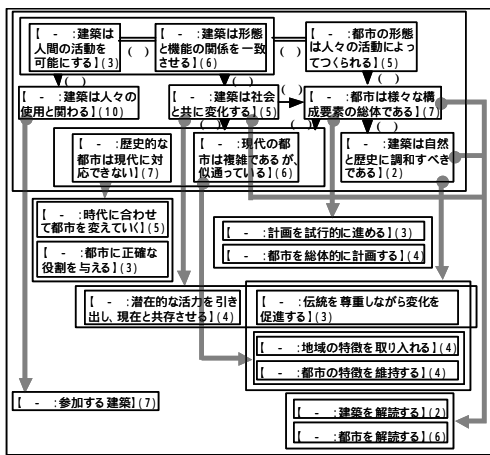 【 - :建築は
人間の活動を
可能にする】(3)
【 - :建築は形態
と機能の関係を一致
させる】(6)
【 - :都市の形態
は人々の活動によっ
てつくられる】(5)
( )
( )
( )
( )
( )
【 - :建築は人々の
使用と関わる】(10)
【 - :建築は社会
と共に変化する】(5)
( )
【 - :都市は様々な構
成要素の総体である】(7)
( )
( )
【 - :歴史的な
都市は現代に対
応できない】(7)
【 - :現代の都
市は複雑であるが、
似通っている】(6)
【 - :建築は自然
と歴史に調和すべき
である】(2)
【 - :時代に合わせ
て都市を変えていく】(5)
【 - :都市に正確な
役割を与える】(3)
【 - :計画を試行的に進める】(3)
【 - :都市を総体的に計画する】(4)
【 - :潜在的な活力を引き
出し、現在と共存させる】(4)
【 - :伝統を尊重しながら変化を
促進する】(3)
【 - :地域の特徴を取り入れる】(4)
【 - :都市の特徴を維持する】(4)
【 - :参加する建築】(7)
【 - :建築を解読する】(2)
【 - :都市を解読する】(6)